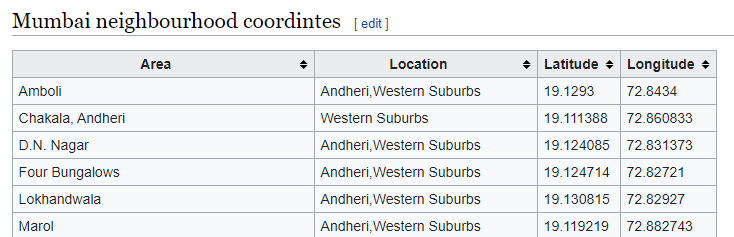 Mumbai neighbourhood coordintes [ edit ]
Area Location Latitude Longitude
Amboli Andheri,Western Suburbs 19.1293 72.8434
Chakala, Andheri Western Suburbs 19.111388 72.860833
D.N. Nagar Andheri,Western Suburbs 19.124085 72.831373
Four Bungalows Andheri,Western Suburbs 19.124714 72.82721
Lokhandwala Andheri,Western Suburbs 19.130815 72.82927
Marol Andheri,Western Suburbs 19.119219 72.882743